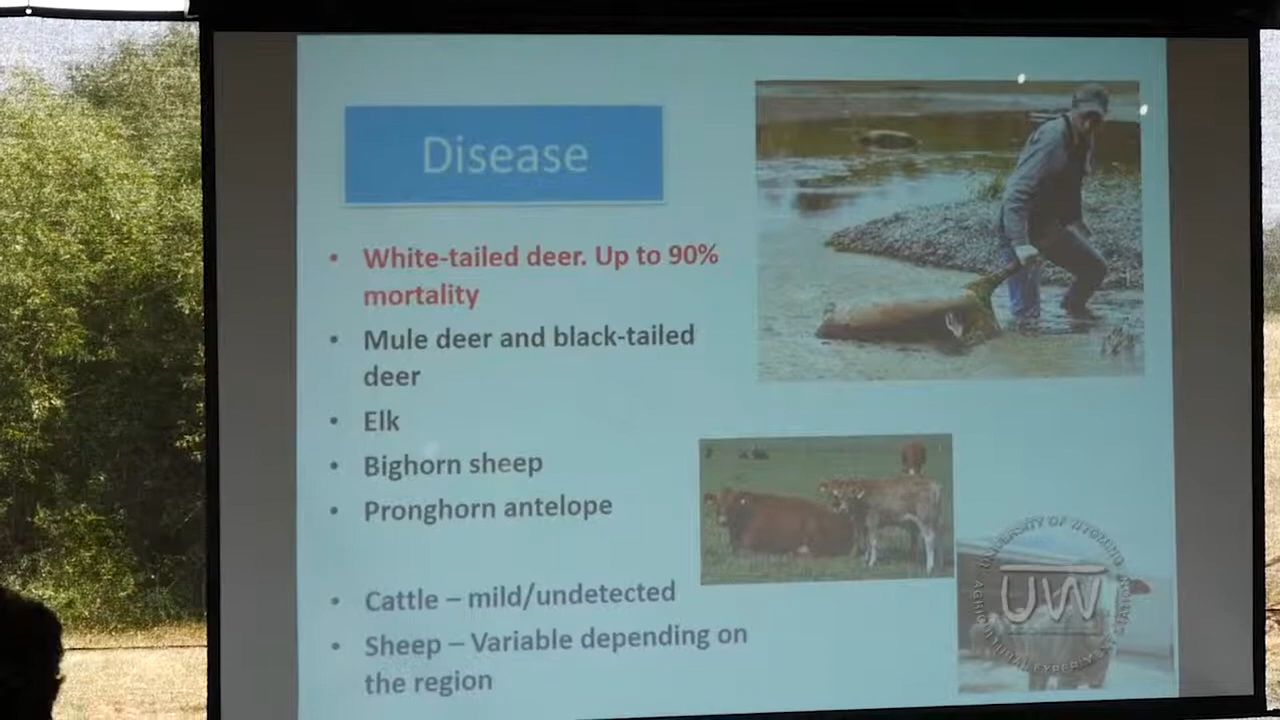 Disease
• White-tailed deer. Up to 90%
mortality
• Mule deer and black-tailed
deer
• Elk
• Bighorn sheep
• Pronghorn antelope
• Cattle – mild/undetected
• Sheep – Variable depending on
the region
UNIVERSITY OF WYOMING
UW
AGRICULTURAL EXPERIMENT STATION